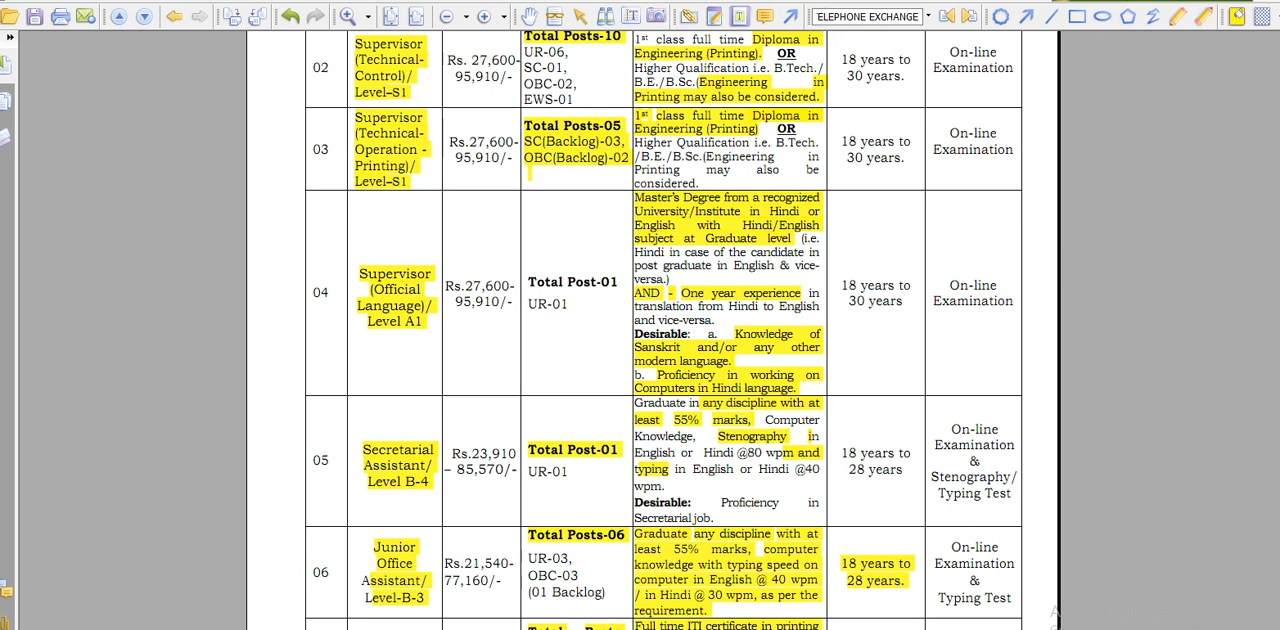 ELEPHONE EXCHANGE
02
Supervisor
(Technical-
Control)/
Level–S1
Rs. 27,600-
95,910/-
Total Posts-10
UR-06,
SC-01,
OBC-02,
EWS-01
1st class full time Diploma in
Engineering (Printing). OR
Higher Qualification i.e. B.Tech./
B.E./B.Sc.(Engineering in
Printing may also be considered.
18 years to
30 years.
On-line
Examination
03
Supervisor
(Technical-
Operation -
Printing)/
Level–S1
Rs.27,600-
95,910/-
Total Posts-05
SC(Backlog)-03,
OBC(Backlog)-02
1st class full time Diploma in
Engineering (Printing) OR
Higher Qualification i.e. B.Tech.
/B.E./B.Sc.(Engineering in
Printing may also be
considered.
18 years to
30 years.
On-line
Examination
04
Supervisor
(Official
Language)/
Level A1
Rs.27,600-
95,910/-
Total Post-01
UR-01
Master's Degree from a recognized
University/Institute in Hindi or
English with Hindi/English
subject at Graduate level (i.e.
Hindi in case of the candidate in
post graduate in English & vice-
versa.)
AND - One year experience in
translation from Hindi to English
and vice-versa.
Desirable: a. Knowledge of
Sanskrit and/or any other
modern language.
b. Proficiency in working on
Computers in Hindi language.
18 years to
30 years
On-line
Examination
05
Secretarial
Assistant/
Level B-4
Rs.23,910
– 85,570/-
Total Post-01
UR-01
Graduate in any discipline with at
least 55% marks, Computer
Knowledge, Stenography in
English or Hindi @80 wpm and
typing in English or Hindi @40
wpm.
Desirable: Proficiency in
Secretarial job.
18 years to
28 years
On-line
Examination
&
Stenography/
Typing Test
06
Junior
Office
Assistant/
Level-B-3
Rs.21,540-
77,160/-
Total Posts-06
UR-03,
OBC-03
(01 Backlog)
Graduate any discipline with at
least 55% marks, computer
knowledge with typing speed on
computer in English @ 40 wpm
/ in Hindi @ 30 wpm, as per the
requirement.
18 years to
28 years.
On-line
Examination
&
Typing Test
Total Posts-
Full time ITI certificate in printing